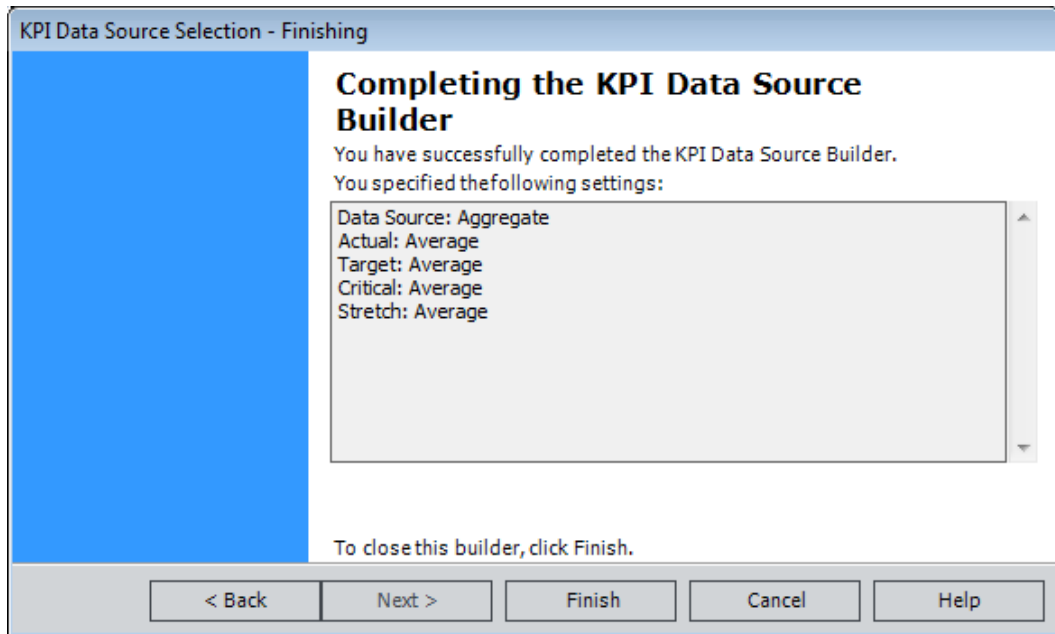 KPI Data Source Selection - Finishing
Completing the KPI Data Source
Builder
You have successfully completed the KPI Data Source Builder.
You specified the following settings:
Data Source: Aggregate
Actual: Average
Target: Average
Critical: Average
Stretch: Average
To close this builder, click Finish.
< Back
Next >
Finish
Cancel
Help